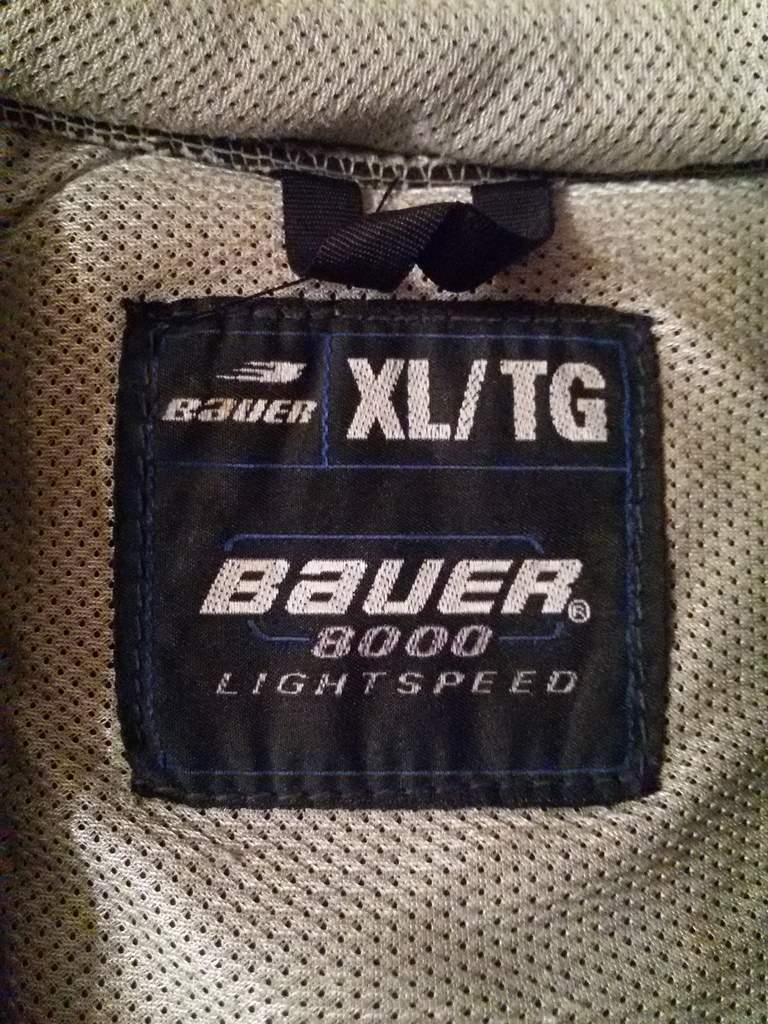 BAUER XL/TG
BAUER®
8000
LIGHTSPEED